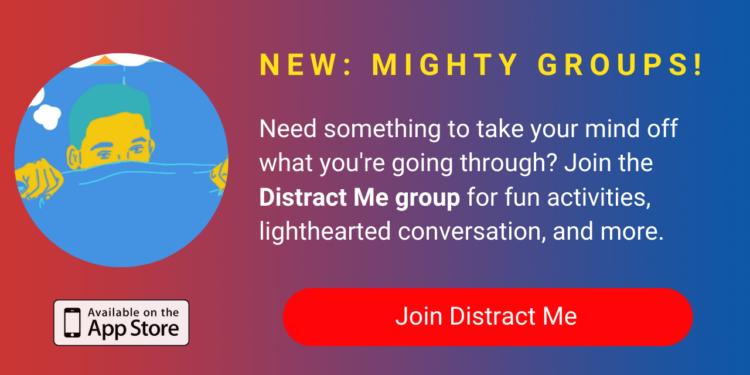 NEW: MIGHTY GROUPS!
Need something to take your mind off
what you're going through? Join the
Distract Me group for fun activities,
lighthearted conversation, and more.
Available on the
App Store
Join Distract Me